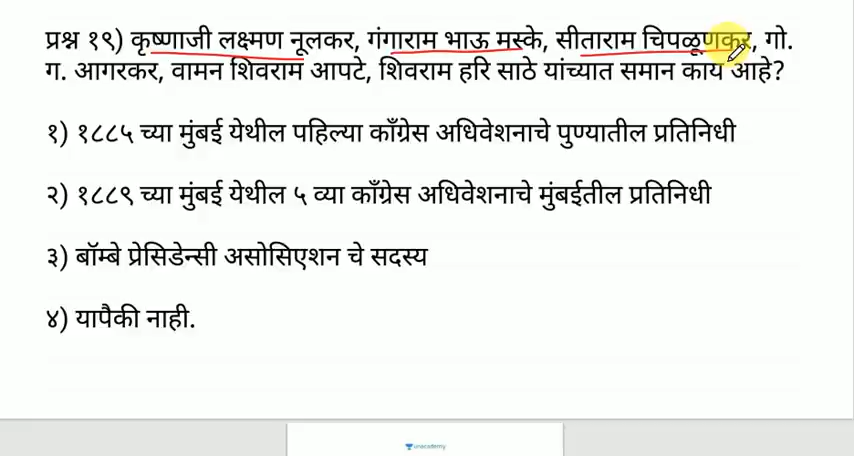 प्रश्न १९) कृष्णाजी लक्ष्मण नूलकर, गंगाराम भाऊ मस्के, सीताराम चिपळूणकर, गो.
ग. आगरकर, वामन शिवराम आपटे, शिवराम हरि साठे यांच्यात समान काय आहे?
१) १८८५ च्या मुंबई येथील पहिल्या काँग्रेस अधिवेशनाचे पुण्यातील प्रतिनिधी
२) १८८९ च्या मुंबई येथील ५ व्या काँग्रेस अधिवेशनाचे मुंबईतील प्रतिनिधी
३) बॉम्बे प्रेसिडेन्सी असोसिएशन चे सदस्य
४) यापैकी नाही.
unacademy